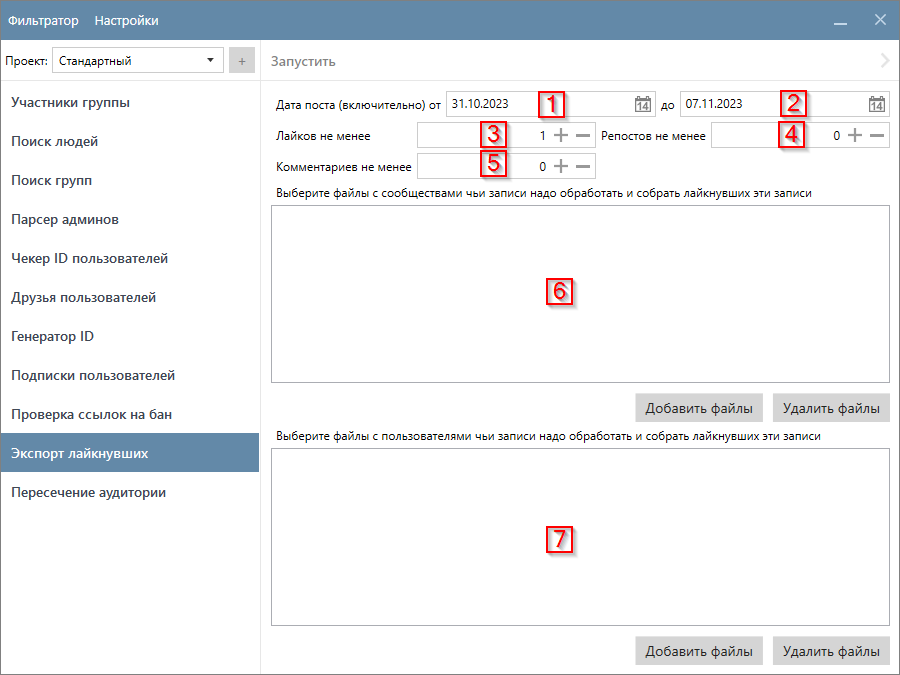 Фильтратор Настройки
Проект: Стандартный +
Запустить
Участники группы
Поиск людей
Поиск групп
Парсер админов
Чекер ID пользователей
Друзья пользователей
Генератор ID
Подписки пользователей
Проверка ссылок на бан
Экспорт лайкнувших
Пересечение аудитории
Дата поста (включительно) от 31.10.2023 1 14 до 07.11.2023 2 14
Лайков не менее 3 1 + − Репостов не менее 4 0 + −
Комментариев не менее 5 0 + −
Выберите файлы с сообществами чьи записи надо обработать и собрать лайкнувших эти записи
6
Добавить файлы Удалить файлы
Выберите файлы с пользователями чьи записи надо обработать и собрать лайкнувших эти записи
7
Добавить файлы Удалить файлы